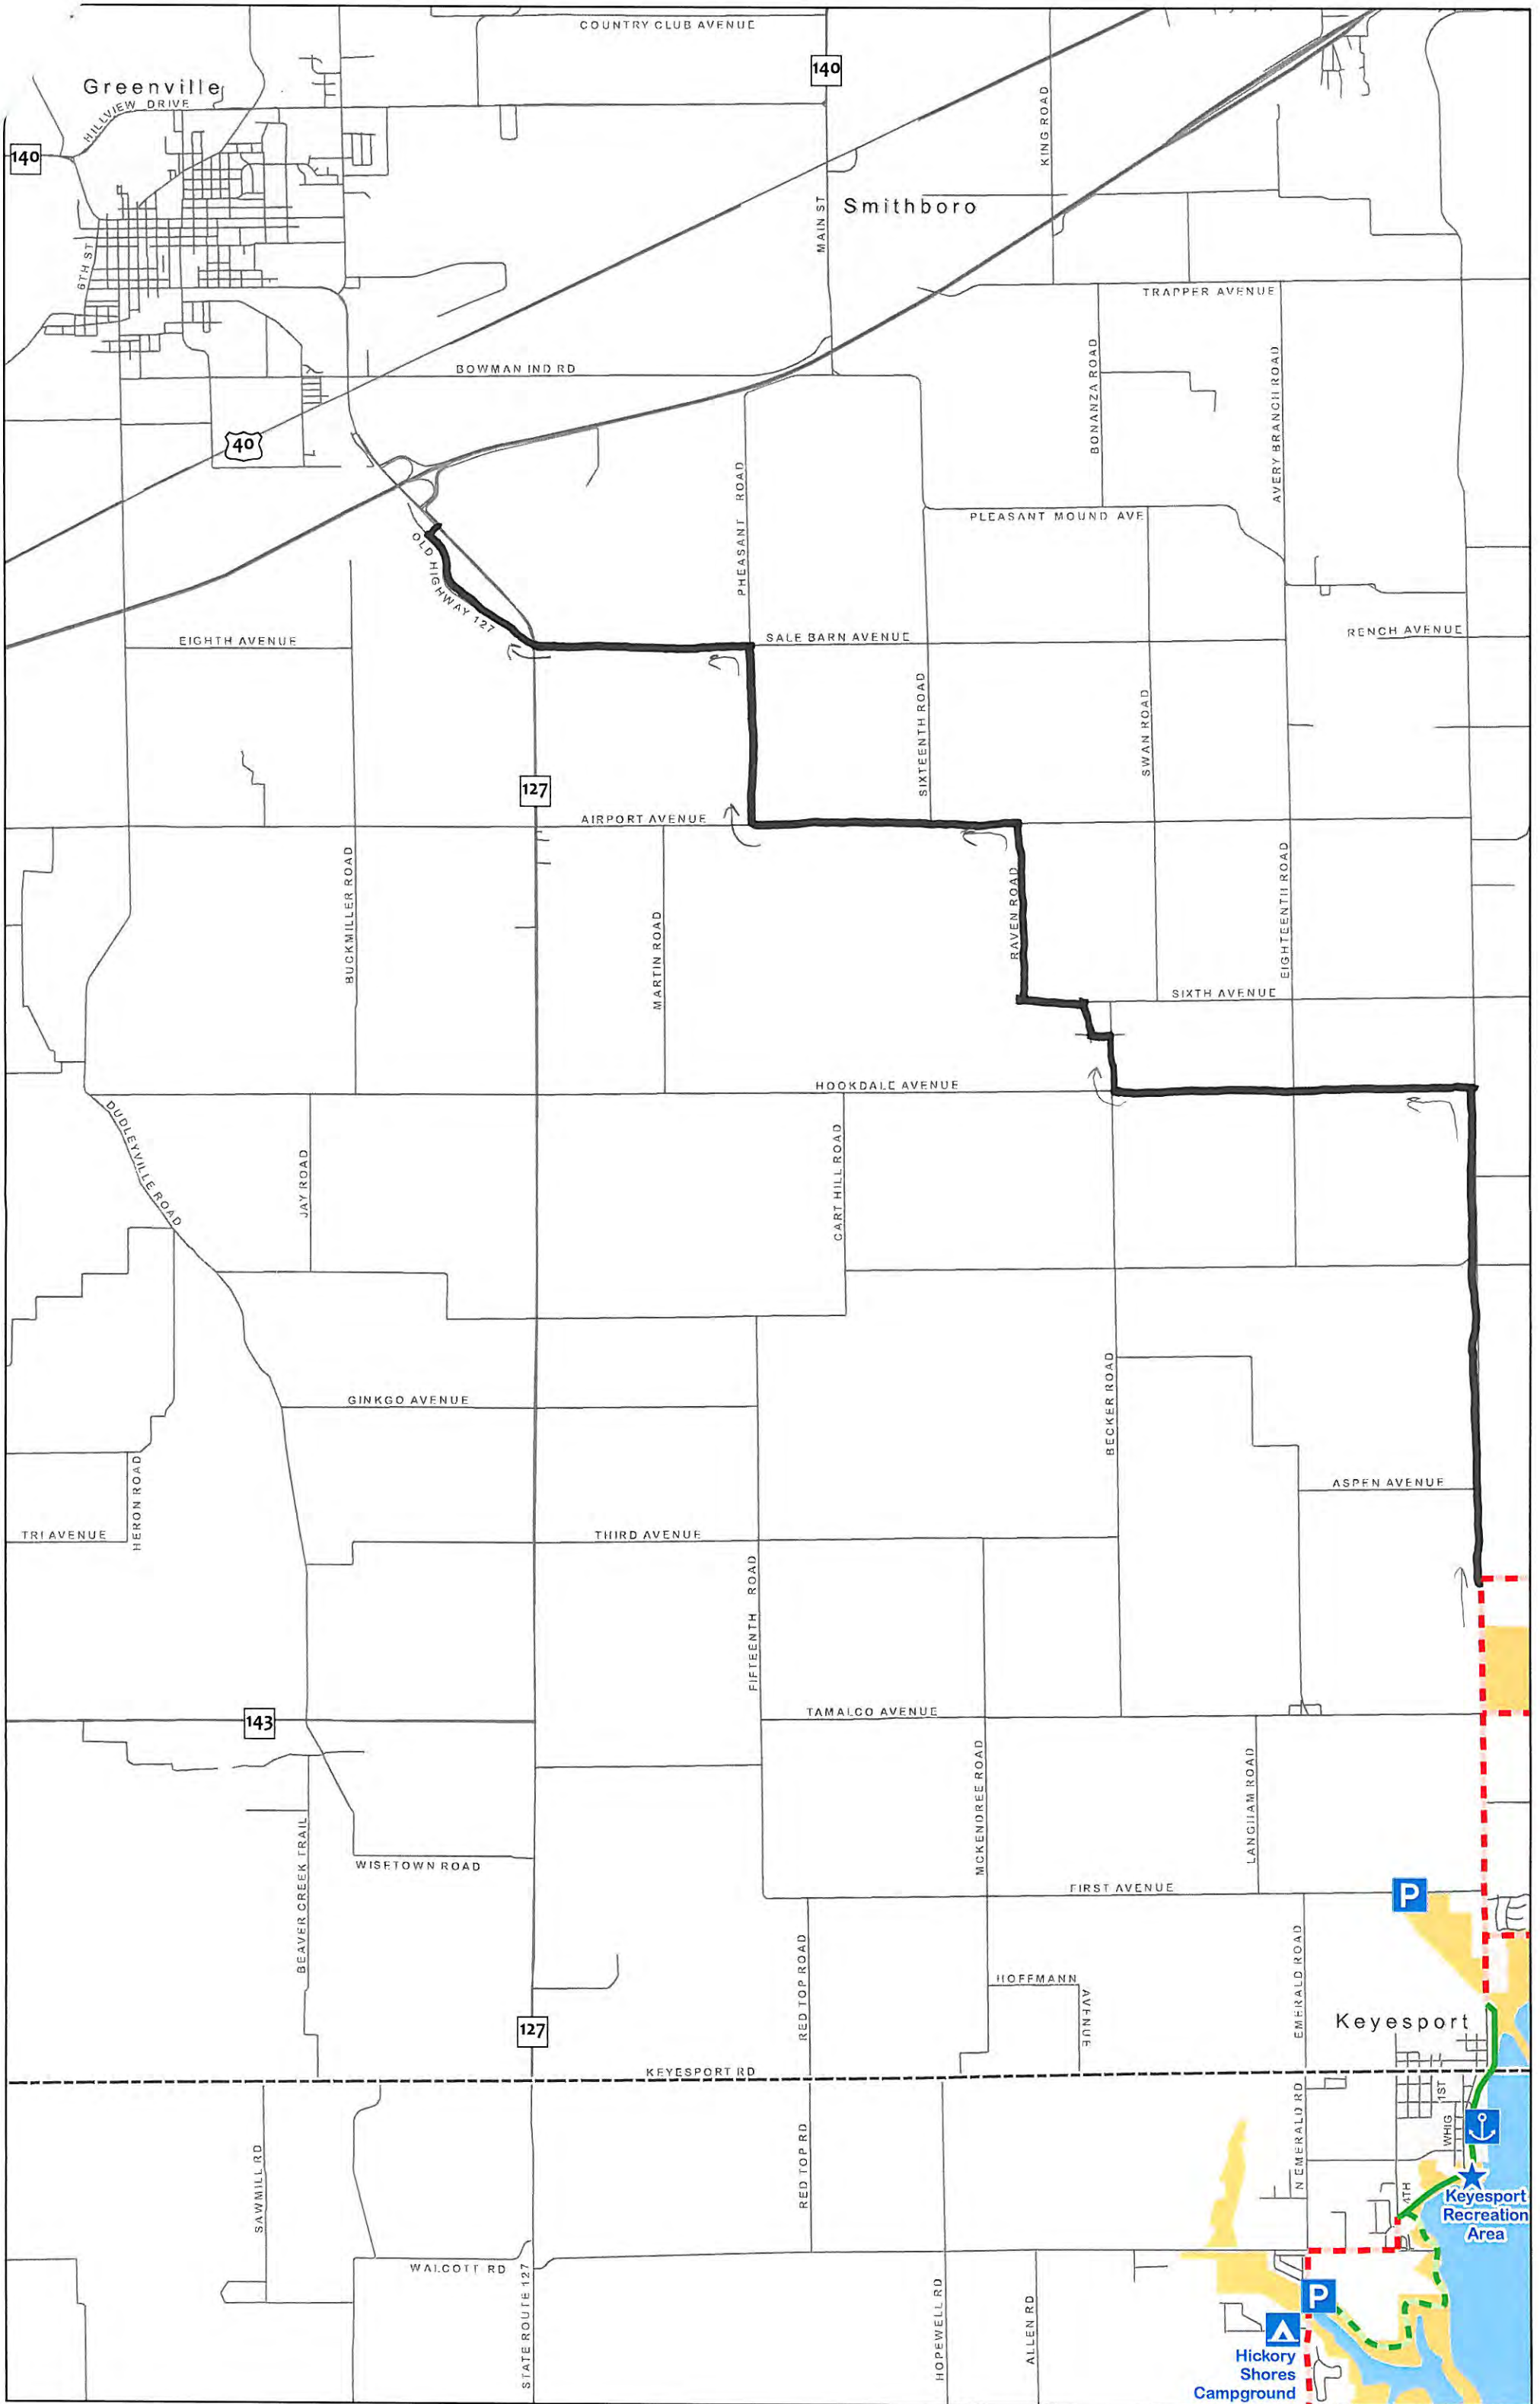 COUNTRY CLUB AVENUE
140
Greenville
HILLVIEW DRIVE
140
KING ROAD
MAIN ST
Smithboro
6TH ST
TRAPPER AVENUE
BOWMAN IND RD
BONANZA ROAD
AVERY BRANCH ROAD
40
PHEASANT ROAD
PLEASANT MOUND AVE
OLD HIGHWAY 127
EIGHTH AVENUE
SALE BARN AVENUE
RENCH AVENUE
SIXTEENTH ROAD
SWAN ROAD
127
AIRPORT AVENUE
BUCKMILLER ROAD
MARTIN ROAD
RAVEN ROAD
EIGHTEENTH ROAD
SIXTH AVENUE
HOOKDALE AVENUE
DUDLEYVILLE ROAD
JAY ROAD
CART HILL ROAD
GINKGO AVENUE
BECKER ROAD
HERON ROAD
ASPEN AVENUE
TRI AVENUE
THIRD AVENUE
FIFTEENTH ROAD
143
TAMALCO AVENUE
MCKENDREE ROAD
LANGHAM ROAD
BEAVER CREEK TRAIL
WISETOWN ROAD
FIRST AVENUE
P
RED TOP ROAD
HOFFMANN
AVENUE
EMERALD ROAD
Keyesport
127
KEYESPORT RD
1ST
WHIG
SAWMILL RD
RED TOP RD
N EMERALD RD
4TH
Keyesport
Recreation
Area
WALCOTT RD
STATE ROUTE 127
HOPEWELL RD
ALLEN RD
P
Hickory
Shores
Campground